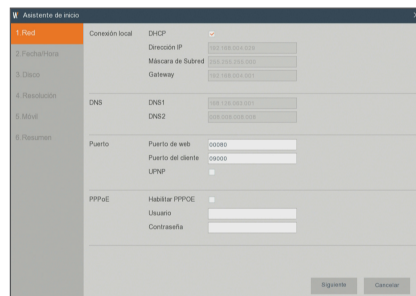 W Asistente de inicio
1. Red
2. Fecha/Hora
3. Disco
4. Resolución
5. Móvil
6. Resumen
Conexión local
DHCP
Dirección IP
Máscara de Subred
Gateway
DNS
DNS1
DNS2
Puerto
Puerto de web 00080
Puerto del cliente 09000
UPNP
PPPoE
Habilitar PPPOE
Usuario
Contraseña
Siguiente
Cancelar